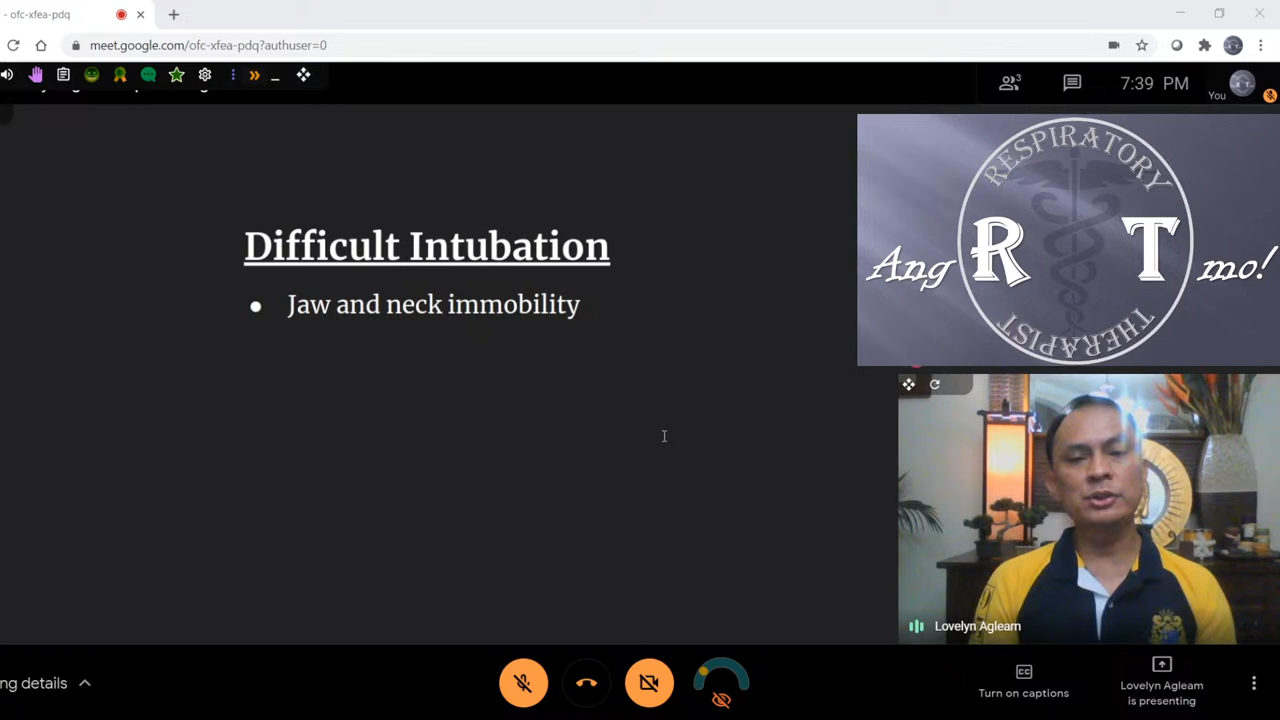 - ofc-xfea-pdq
meet.google.com/ofc-xfea-pdq?authuser=0
3
7:39 PM
You
Difficult Intubation
● Jaw and neck immobility
RESPIRATORY
Ang R T mo!
THERAPIST
Lovelyn Agleam
ng details
Turn on captions
Lovelyn Agleam
is presenting